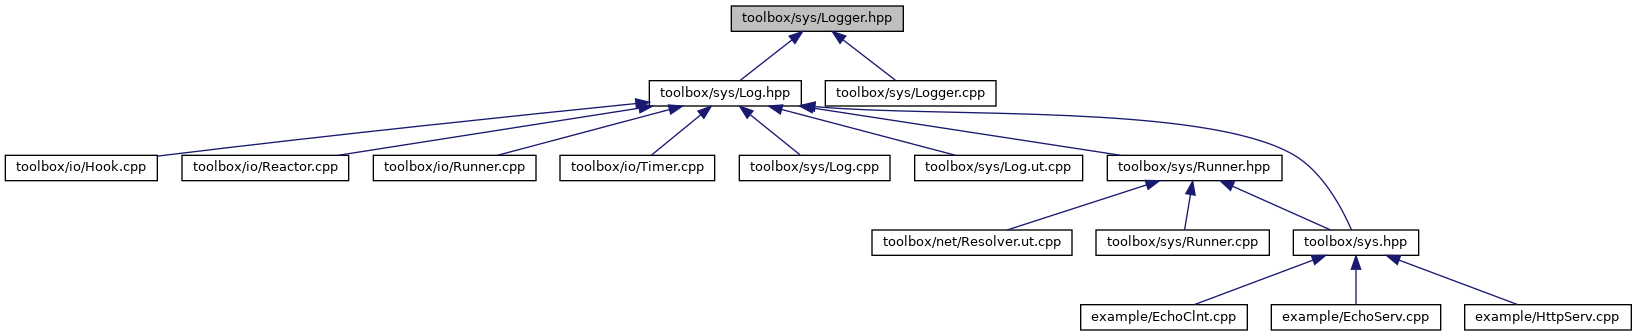 toolbox/sys/Logger.hpp
toolbox/sys/Log.hpp
toolbox/sys/Logger.cpp
toolbox/io/Hook.cpp
toolbox/io/Reactor.cpp
toolbox/io/Runner.cpp
toolbox/io/Timer.cpp
toolbox/sys/Log.cpp
toolbox/sys/Log.ut.cpp
toolbox/sys/Runner.hpp
toolbox/net/Resolver.ut.cpp
toolbox/sys/Runner.cpp
toolbox/sys.hpp
example/EchoClnt.cpp
example/EchoServ.cpp
example/HttpServ.cpp